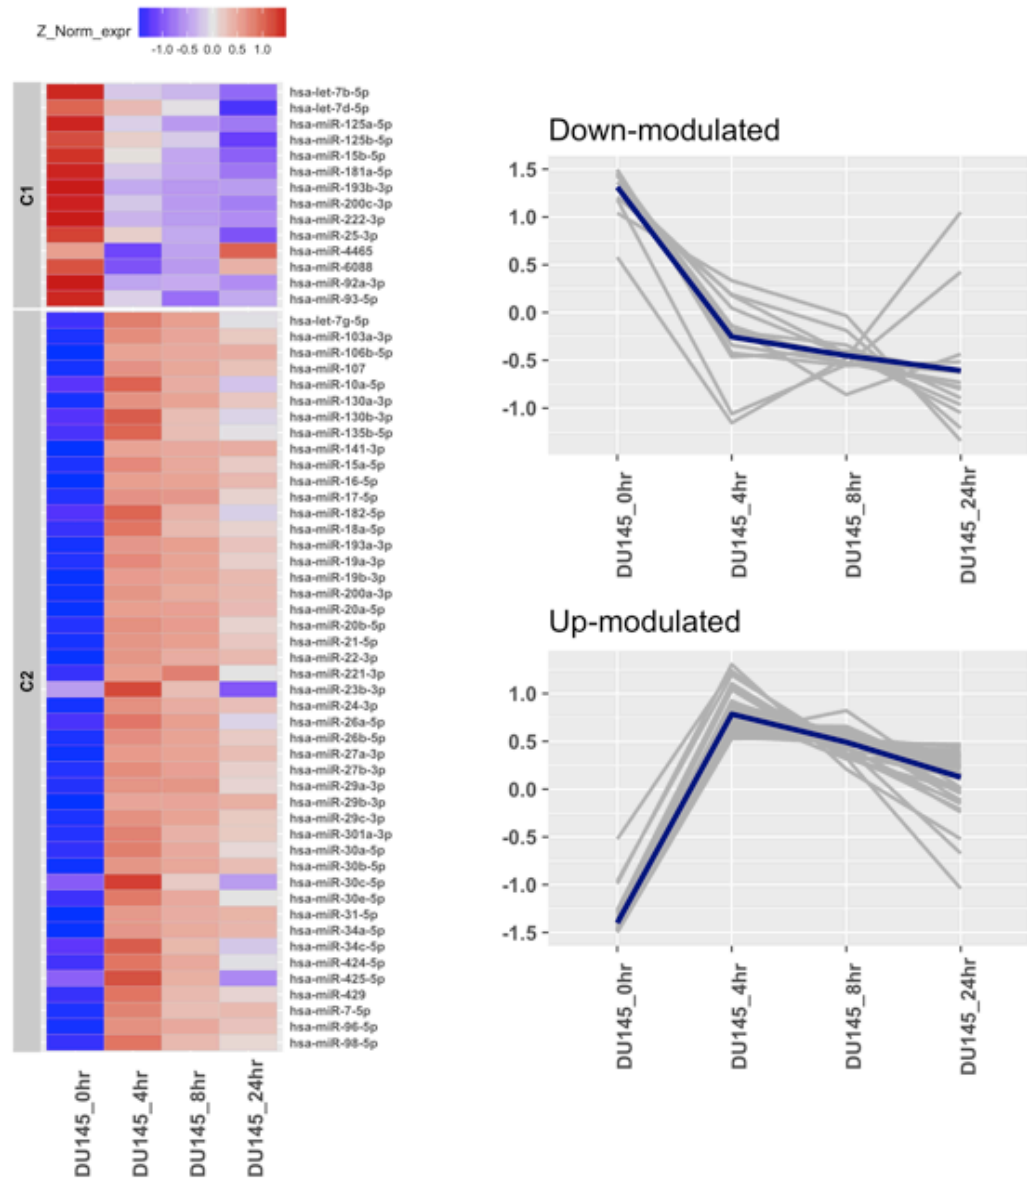 Z_Norm_expr
-1.0 -0.5 0.0 0.5 1.0
C1
hsa-let-7b-5p
hsa-let-7d-5p
hsa-miR-125a-5p
hsa-miR-125b-5p
hsa-miR-15b-5p
hsa-miR-181a-5p
hsa-miR-193b-3p
hsa-miR-200c-3p
hsa-miR-222-3p
hsa-miR-25-3p
hsa-miR-4465
hsa-miR-6088
hsa-miR-92a-3p
hsa-miR-93-5p
C2
hsa-let-7g-5p
hsa-miR-103a-3p
hsa-miR-106b-5p
hsa-miR-107
hsa-miR-10a-5p
hsa-miR-130a-3p
hsa-miR-130b-3p
hsa-miR-135b-5p
hsa-miR-141-3p
hsa-miR-15a-5p
hsa-miR-16-5p
hsa-miR-17-5p
hsa-miR-182-5p
hsa-miR-18a-5p
hsa-miR-193a-3p
hsa-miR-19a-3p
hsa-miR-19b-3p
hsa-miR-200a-3p
hsa-miR-20a-5p
hsa-miR-20b-5p
hsa-miR-21-5p
hsa-miR-22-3p
hsa-miR-221-3p
hsa-miR-23b-3p
hsa-miR-24-3p
hsa-miR-26a-5p
hsa-miR-26b-5p
hsa-miR-27a-3p
hsa-miR-27b-3p
hsa-miR-29a-3p
hsa-miR-29b-3p
hsa-miR-29c-3p
hsa-miR-301a-3p
hsa-miR-30a-5p
hsa-miR-30b-5p
hsa-miR-30c-5p
hsa-miR-30e-5p
hsa-miR-31-5p
hsa-miR-34a-5p
hsa-miR-34c-5p
hsa-miR-424-5p
hsa-miR-425-5p
hsa-miR-429
hsa-miR-7-5p
hsa-miR-96-5p
hsa-miR-98-5p
DU145_0hr
DU145_4hr
DU145_8hr
DU145_24hr
Down-modulated
1.5
1.0
0.5
0.0
-0.5
-1.0
DU145_0hr
DU145_4hr
DU145_8hr
DU145_24hr
Up-modulated
1.0
0.5
0.0
-0.5
-1.0
-1.5
DU145_0hr
DU145_4hr
DU145_8hr
DU145_24hr